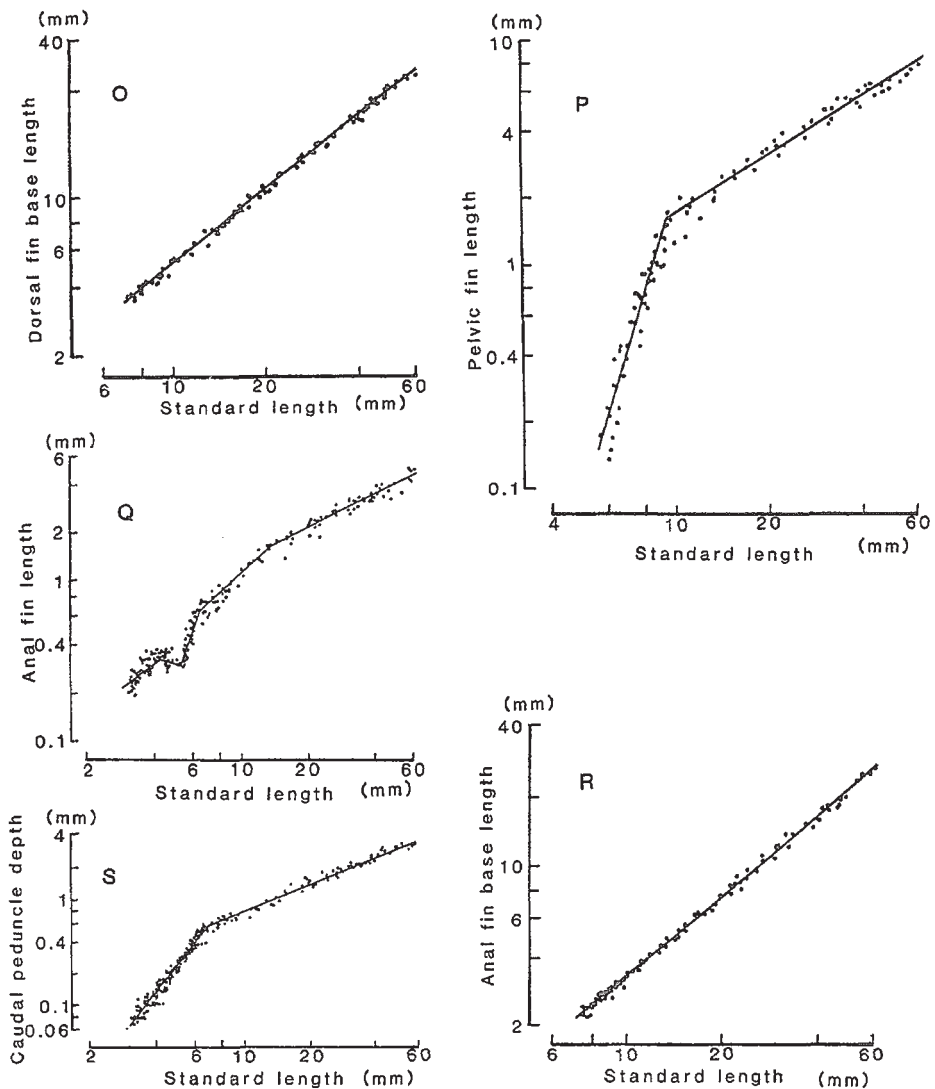 (mm)
40
10
6
2
Dorsal fin base length
O
6 10 20 60
Standard length (mm)
(mm)
10
4
1
0.4
0.1
Pelvic fin length
P
4 10 20 60
Standard length (mm)
(mm)
6
2
1
0.4
0.1
Anal fin length
Q
2 6 10 20 60
Standard length (mm)
(mm)
40
10
6
2
Anal fin base length
R
6 10 20 60
Standard length (mm)
(mm)
4
1
0.4
0.1
0.06
Caudal peduncle depth
S
2 6 10 20 60
Standard length (mm)